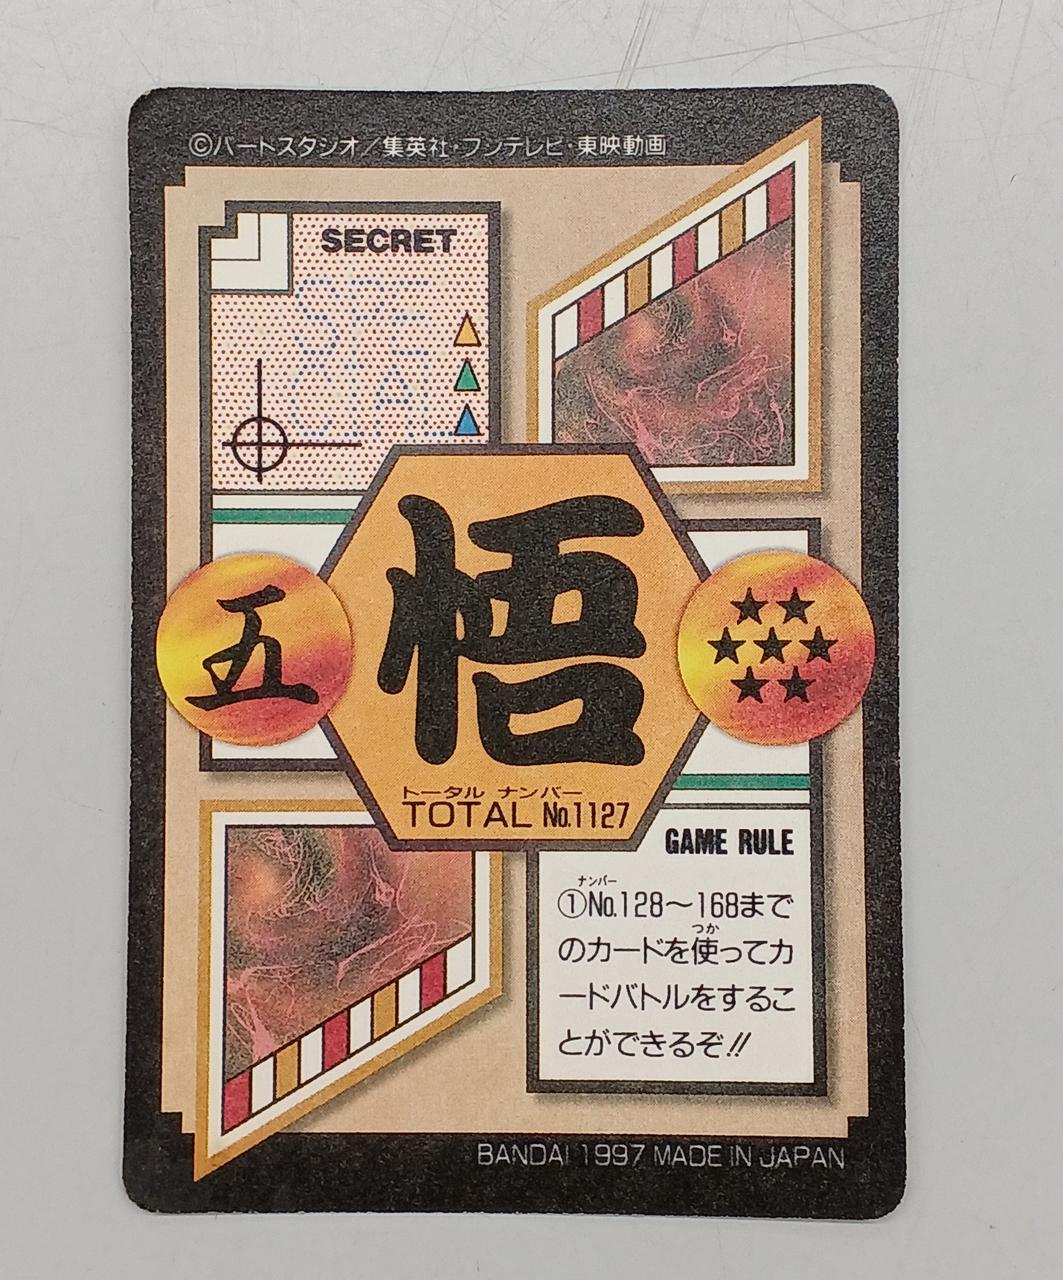 ©バードスタジオ／集英社・フジテレビ・東映動画
SECRET
SPE
CIAL
悟
五
トータル ナンバー
TOTAL No.1127
GAME RULE
ナンバー
①No.128～168まで
つか
のカードを使ってカ
ードバトルをするこ
とができるぞ!!
BANDAI 1997 MADE IN JAPAN